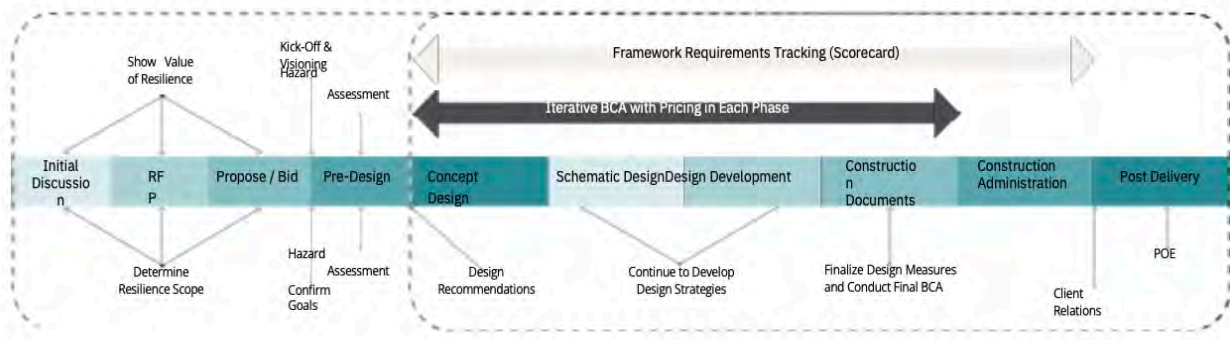 Kick-Off &
Visioning
Hazard
Show Value
of Resilience
Assessment
Framework Requirements Tracking (Scorecard)
Iterative BCA with Pricing in Each Phase
Initial
Discussio
n
RF
P
Propose / Bid
Pre-Design
Concept
Design
Schematic Design
Design Development
Constructio
n
Documents
Construction
Administration
Post Delivery
Determine
Resilience Scope
Hazard
Assessment
Confirm
Goals
Design
Recommendations
Continue to Develop
Design Strategies
Finalize Design Measures
and Conduct Final BCA
Client
Relations
POE